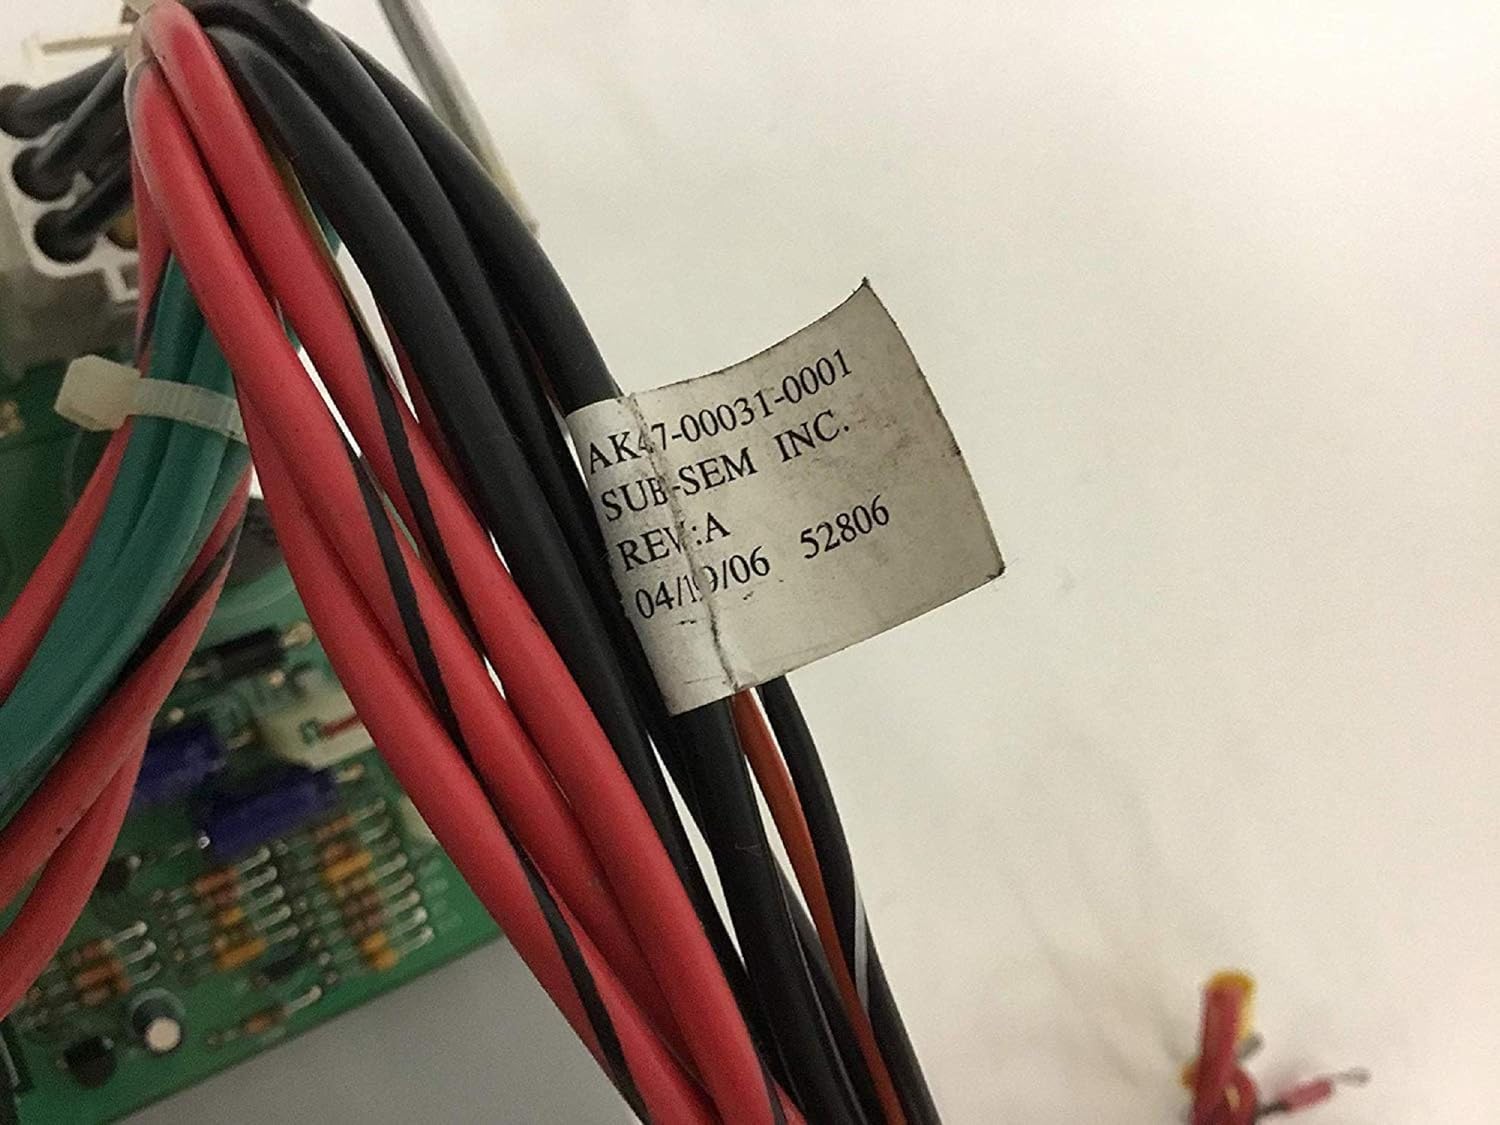 AK47-00031-0001
SUB-SEM INC.
REV:A
04/19/06 52806